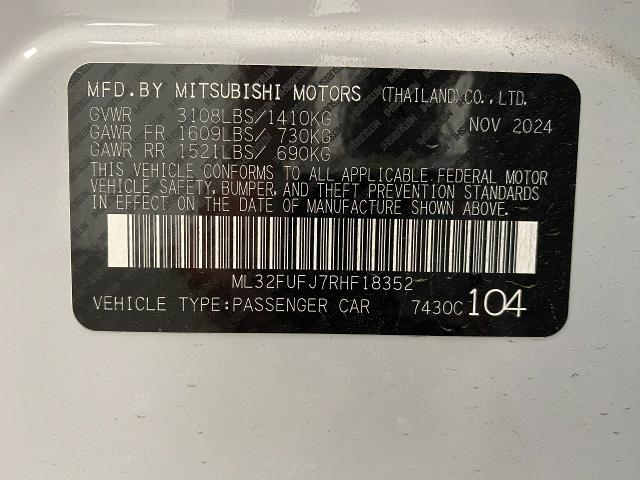 MFD.BY MITSUBISHI MOTORS (THAILAND)CO.,LTD.
GVWR 3108LBS/1410KG
NOV 2024
GAWR FR 1609LBS/ 730KG
GAWR RR 1521LBS/ 690KG
THIS VEHICLE CONFORMS TO ALL APPLICABLE FEDERAL MOTOR
VEHICLE SAFETY, BUMPER, AND THEFT PREVENTION STANDARDS
IN EFFECT ON THE DATE OF MANUFACTURE SHOWN ABOVE.
ML32FUFJ7RHF18352
VEHICLE TYPE:PASSENGER CAR 7430C 104